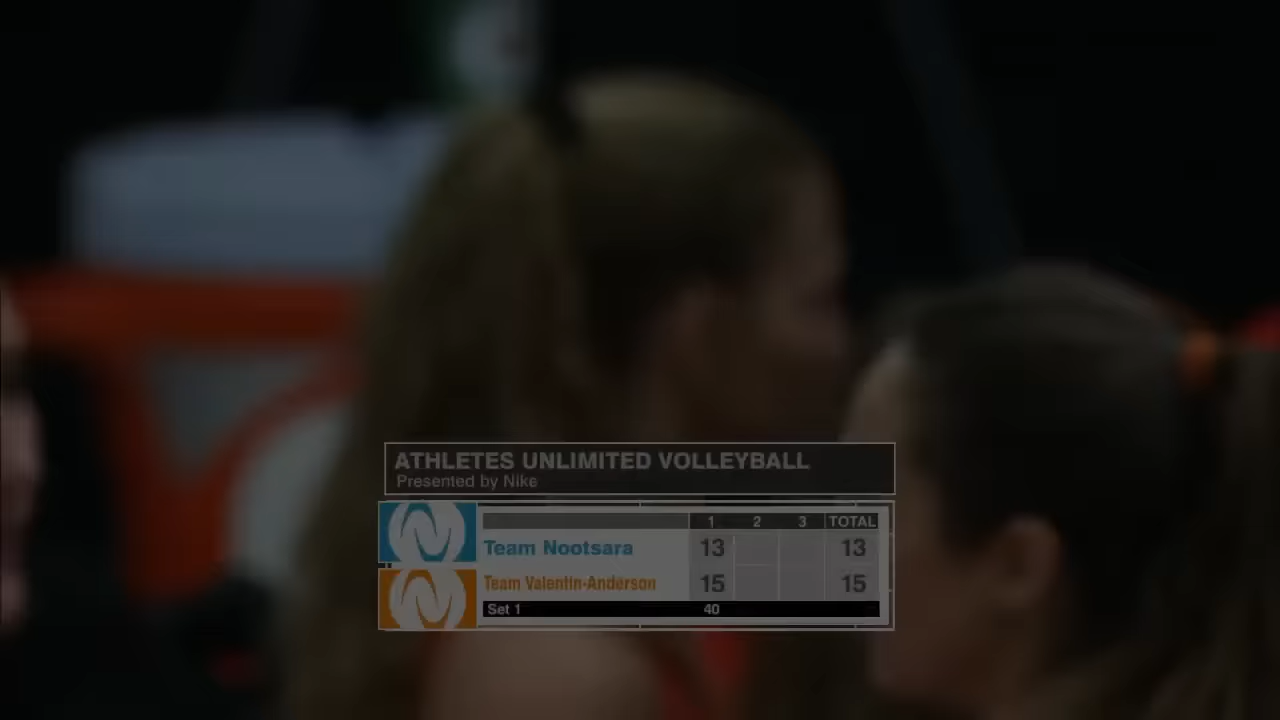 ATHLETES UNLIMITED VOLLEYBALL
Presented by Nike
1 2 3 TOTAL
Team Nootsara 13 13
Team Valentin-Anderson 15 15
Set 1 40